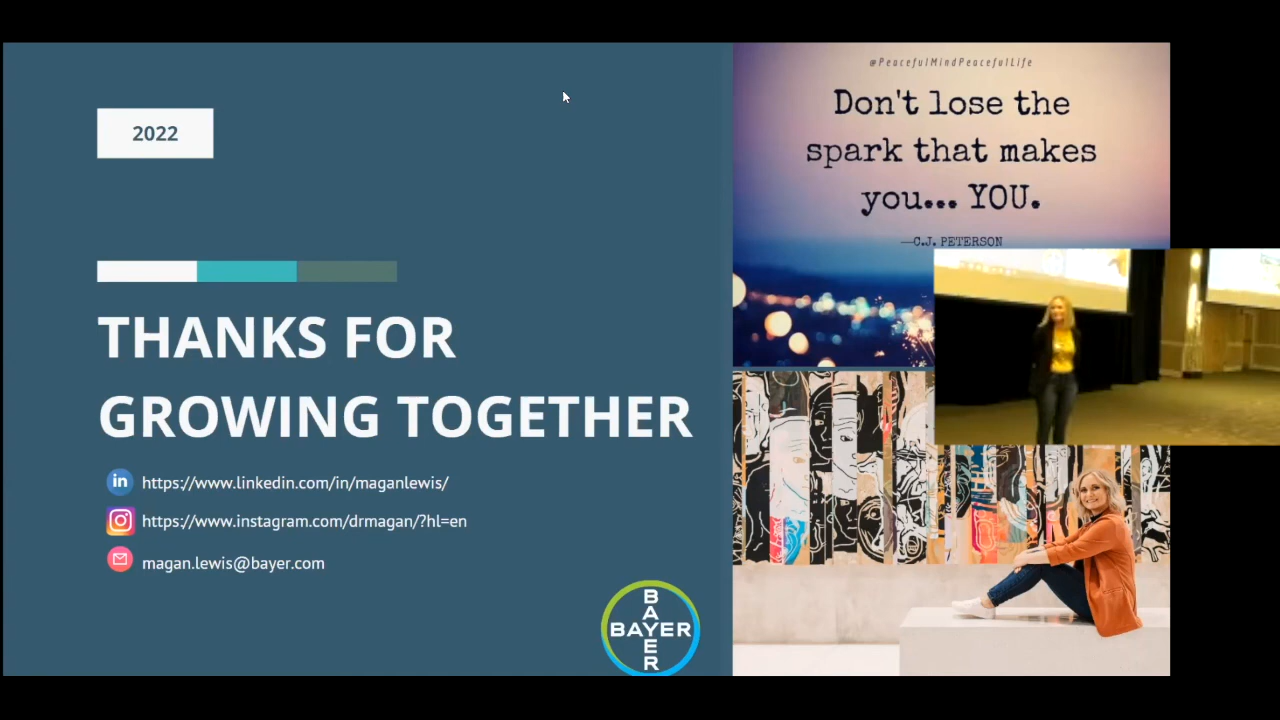 2022
THANKS FOR
GROWING TOGETHER
https://www.linkedin.com/in/maganlewis/
https://www.instagram.com/drmagan/?hl=en
magan.lewis@bayer.com
BAYER
BAYER
@PeacefulMindPeacefulLife
Don't lose the
spark that makes
you... YOU.
—C.J. PETERSON